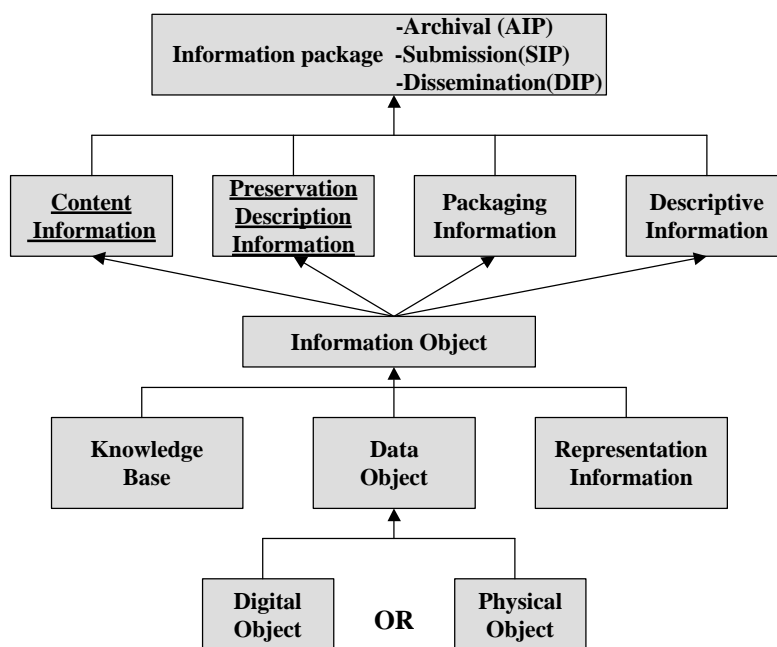 -Archival (AIP)
Information package -Submission(SIP)
-Dissemination(DIP)
Content
Information
Preservation
Description
Information
Packaging
Information
Descriptive
Information
Information Object
Knowledge
Base
Data
Object
Representation
Information
Digital
Object
OR
Physical
Object